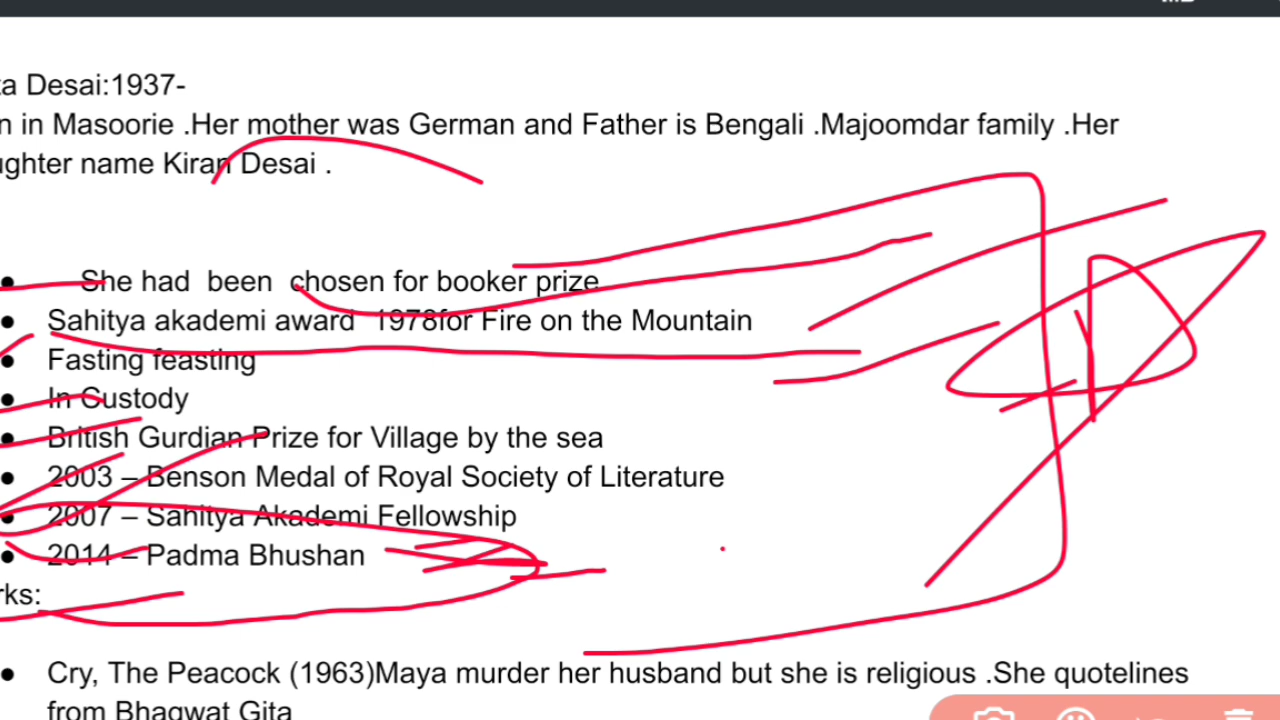 ta Desai:1937-
n in Masoorie .Her mother was German and Father is Bengali .Majoomdar family .Her
ughter name Kiran Desai .
● She had been chosen for booker prize
● Sahitya akademi award 1978for Fire on the Mountain
● Fasting feasting
● In Custody
● British Gurdian Prize for Village by the sea
● 2003 – Benson Medal of Royal Society of Literature
● 2007 – Sahitya Akademi Fellowship
● 2014 – Padma Bhushan
rks:
● Cry, The Peacock (1963)Maya murder her husband but she is religious .She quotelines
from Bhagwat Gita